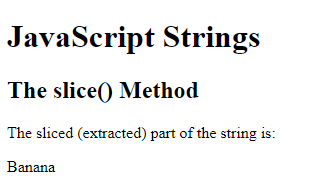 JavaScript Strings
The slice() Method
The sliced (extracted) part of the string is:
Banana